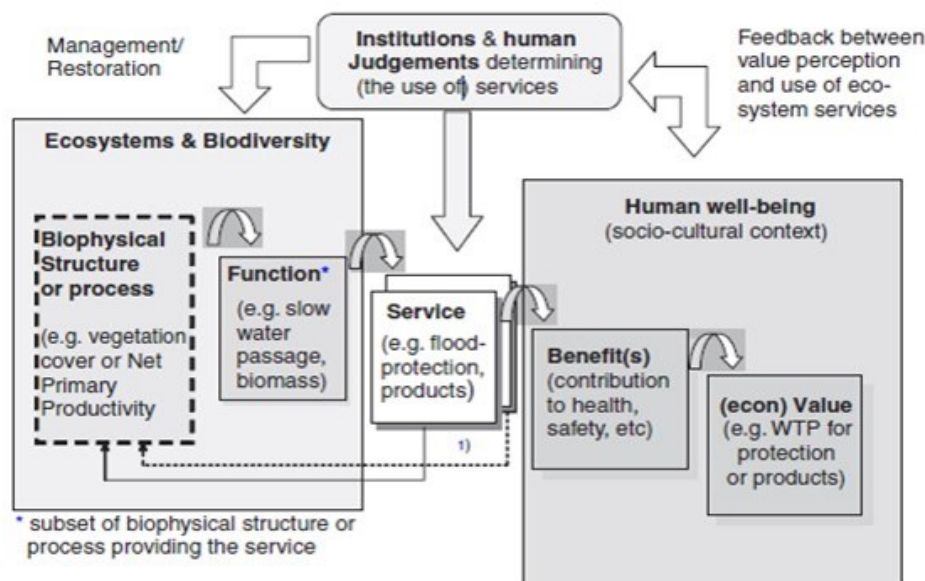 Management/
Restoration
Institutions & human
Judgements determining
(the use of) services
Feedback between
value perception
and use of eco-
system services
Ecosystems & Biodiversity
Biophysical
Structure
or process
(e.g. vegetation
cover or Net
Primary
Productivity
Function*
(e.g. slow
water
passage,
biomass)
Service
(e.g. flood-
protection,
products)
1)
Human well-being
(socio-cultural context)
Benefit(s)
(contribution
to health,
safety, etc)
(econ) Value
(e.g. WTP for
protection
or products)
* subset of biophysical structure or
process providing the service